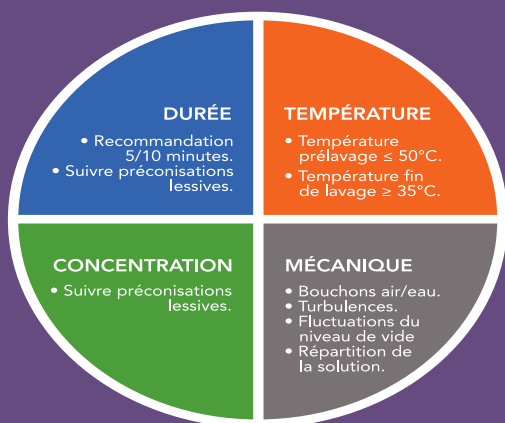 DURÉE
• Recommandation
5/10 minutes.
• Suivre préconisations
lessives.
TEMPÉRATURE
• Température
prélavage ≤ 50°C.
• Température fin
de lavage ≥ 35°C.
CONCENTRATION
• Suivre préconisations
lessives.
MÉCANIQUE
• Bouchons air/eau.
• Turbulences.
• Fluctuations du
niveau de vide
• Répartition de
la solution.